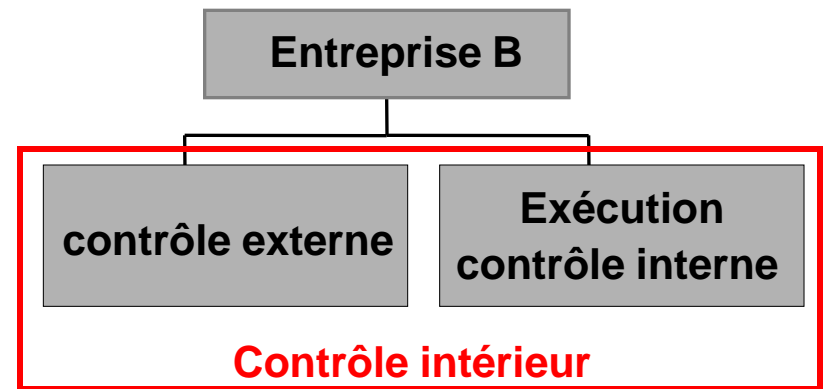 Entreprise B
contrôle externe
Exécution
contrôle interne
Contrôle intérieur